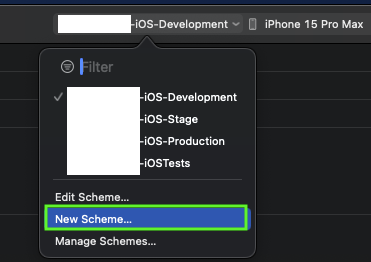 -iOS-Development iPhone 15 Pro Max
Filter
-iOS-Development
-iOS-Stage
-iOS-Production
-iOSTests
Edit Scheme...
New Scheme...
Manage Schemes...